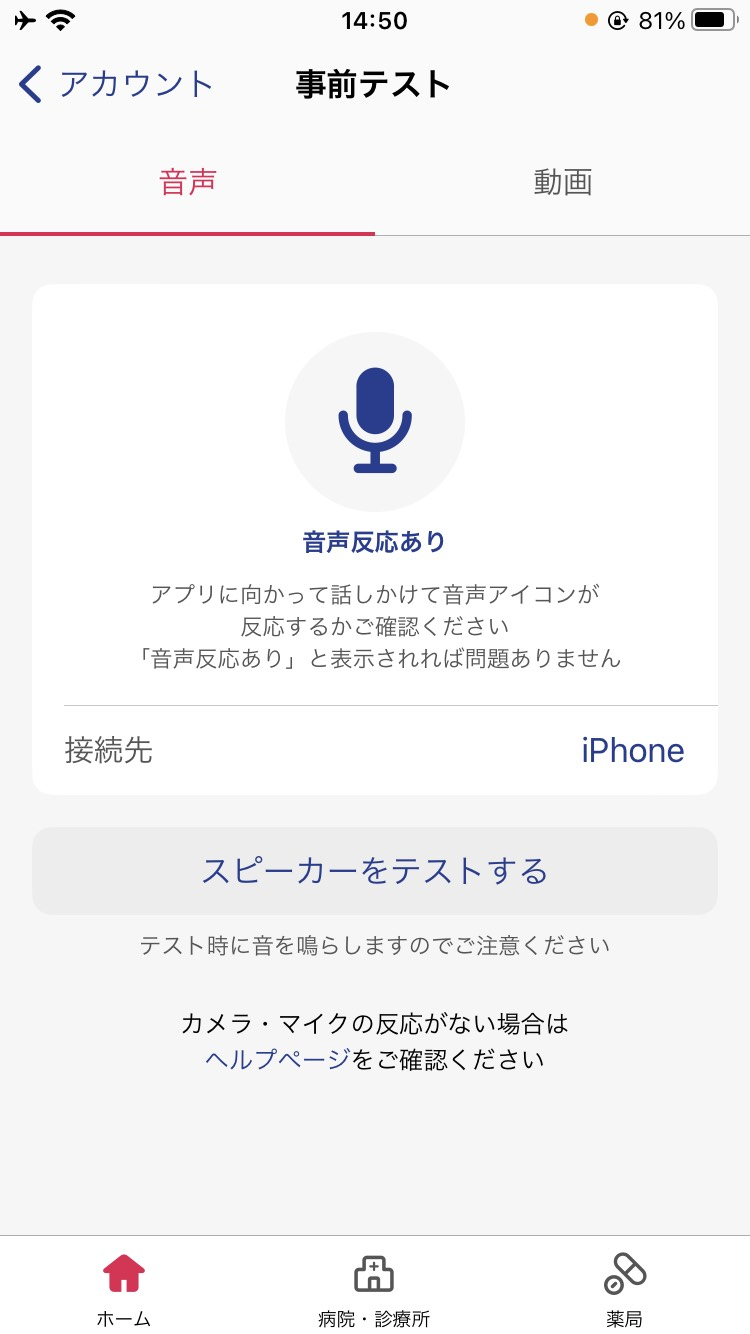 14:50
81%
アカウント
事前テスト
音声
動画
音声反応あり
アプリに向かって話しかけて音声アイコンが
反応するかご確認ください
「音声反応あり」と表示されれば問題ありません
接続先
iPhone
スピーカーをテストする
テスト時に音を鳴らしますのでご注意ください
カメラ・マイクの反応がない場合は
ヘルプページをご確認ください
ホーム
病院・診療所
薬局